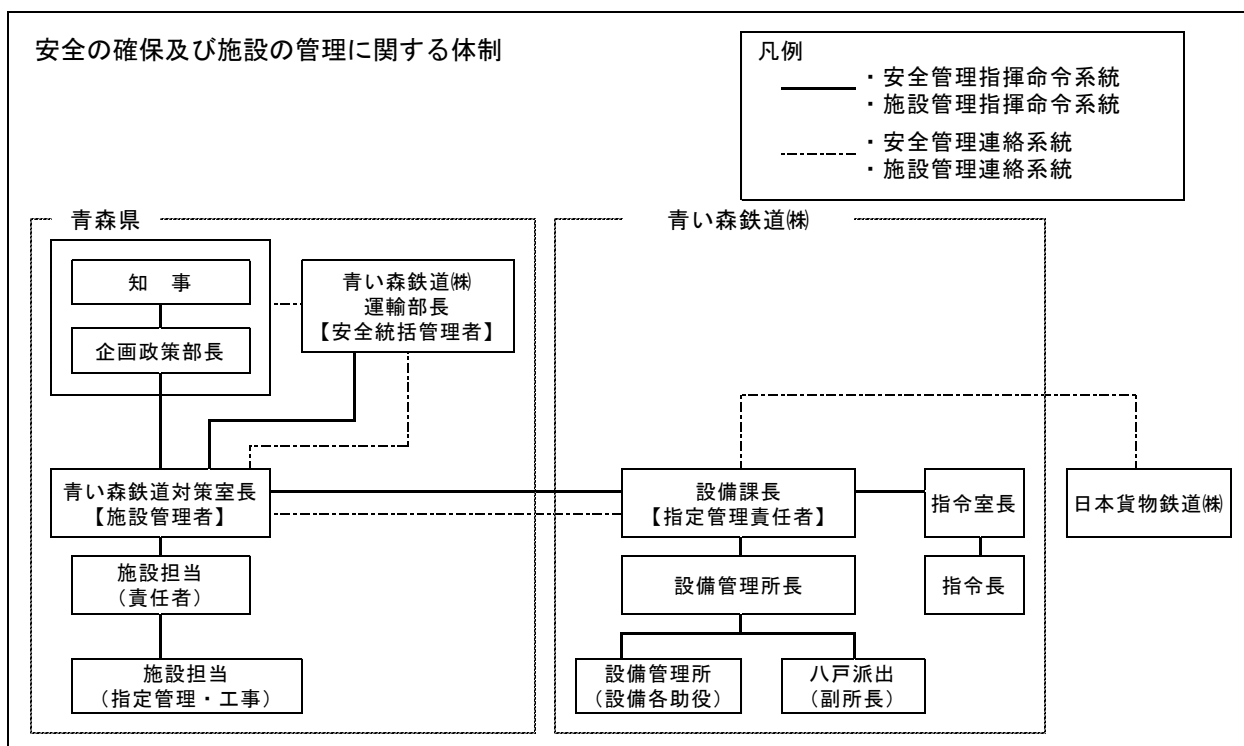 安全の確保及び施設の管理に関する体制
凡例
・安全管理指揮命令系統
・施設管理指揮命令系統
・安全管理連絡系統
・施設管理連絡系統
青森県
知　事
企画政策部長
青い森鉄道㈱
運輸部長
【安全統括管理者】
青い森鉄道対策室長
【施設管理者】
施設担当
（責任者）
施設担当
（指定管理・工事）
青い森鉄道㈱
設備課長
【指定管理責任者】
指令室長
設備管理所長
指令長
設備管理所
（設備各助役）
八戸派出
（副所長）
日本貨物鉄道㈱